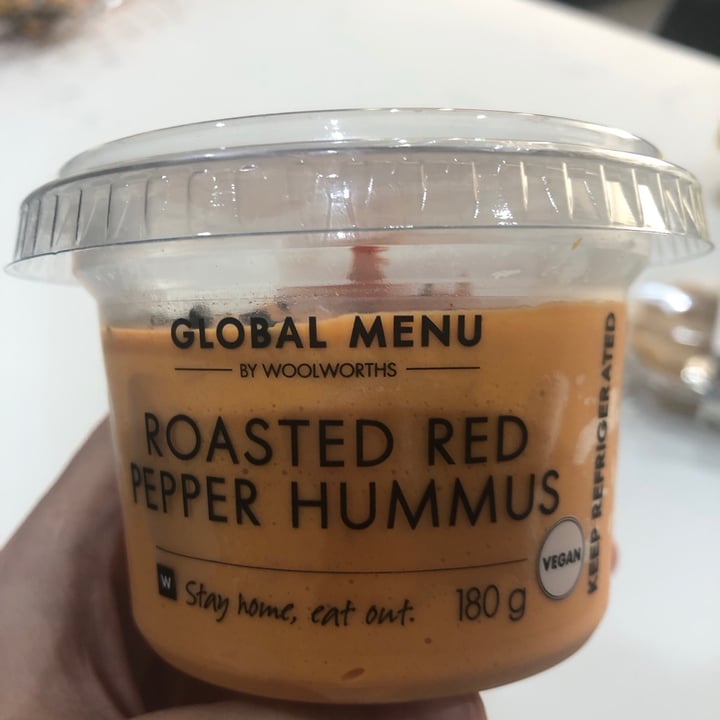 GLOBAL MENU
BY WOOLWORTHS
ROASTED RED
PEPPER HUMMUS
VEGAN
W Stay home, eat out. 180 g
KEEP REFRIGERATED